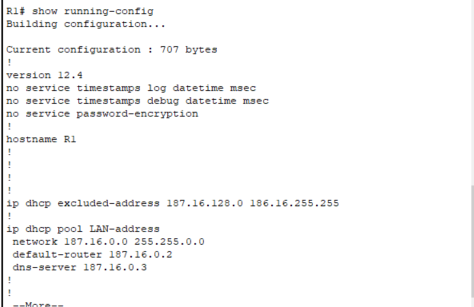 R1# show running-config
Building configuration...
Current configuration : 707 bytes
!
version 12.4
no service timestamps log datetime msec
no service timestamps debug datetime msec
no service password-encryption
!
hostname R1
!
!
!
!
ip dhcp excluded-address 187.16.128.0 186.16.255.255
!
ip dhcp pool LAN-address
network 187.16.0.0 255.255.0.0
default-router 187.16.0.2
dns-server 187.16.0.3
!
!
--More--